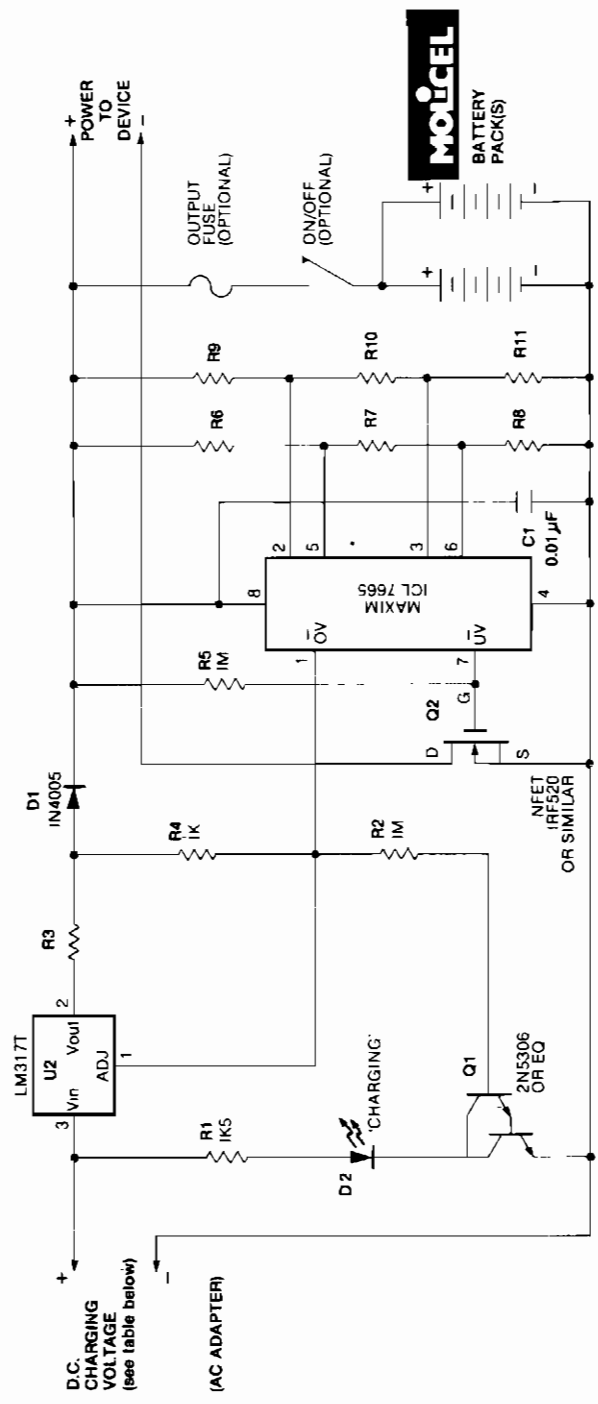 D.C.
CHARGING
VOLTAGE
(see table below)
+
−
(AC ADAPTER)
LM317T
U2
3
Vin
Vout
2
ADJ
1
R3
D1
IN4005
R1
1K5
D2
'CHARGING'
Q1
2N5306
OR EQ
R4
1K
R2
1M
R5
1M
Q2
D
G
S
NFET
IRF520
OR SIMILAR
1
OV
7
UV
8
4
MAXIM
ICL 7665
2
5
3
6
C1
0.01 µF
R6
R7
R8
R9
R10
R11
OUTPUT
FUSE
(OPTIONAL)
ON/OFF
(OPTIONAL)
+
−
+
−
+
POWER
TO
DEVICE
−
MOLiCEL
BATTERY
PACK(S)